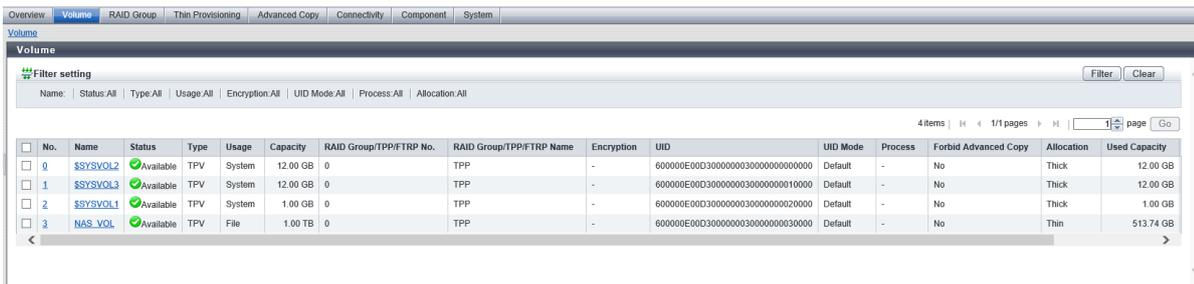 Overview Volume RAID Group Thin Provisioning Advanced Copy Connectivity Component System
Volume
Volume
Filter setting Filter Clear
Name: | Status:All | Type:All | Usage:All | Encryption:All | UID Mode:All | Process:All | Allocation:All
4 items | 1/1 pages | 1 page Go
No. Name Status Type Usage Capacity RAID Group/TPP/FTRP No. RAID Group/TPP/FTRP Name Encryption UID UID Mode Process Forbid Advanced Copy Allocation Used Capacity
0 $SYSVOL2 Available TPV System 12.00 GB 0 TPP - 600000E00D3000000030000000000000 Default - No Thick 12.00 GB
1 $SYSVOL3 Available TPV System 12.00 GB 0 TPP - 600000E00D3000000030000000010000 Default - No Thick 12.00 GB
2 $SYSVOL1 Available TPV System 1.00 GB 0 TPP - 600000E00D3000000030000000020000 Default - No Thick 1.00 GB
3 NAS_VOL Available TPV File 1.00 TB 0 TPP - 600000E00D3000000030000000030000 Default - No Thin 513.74 GB